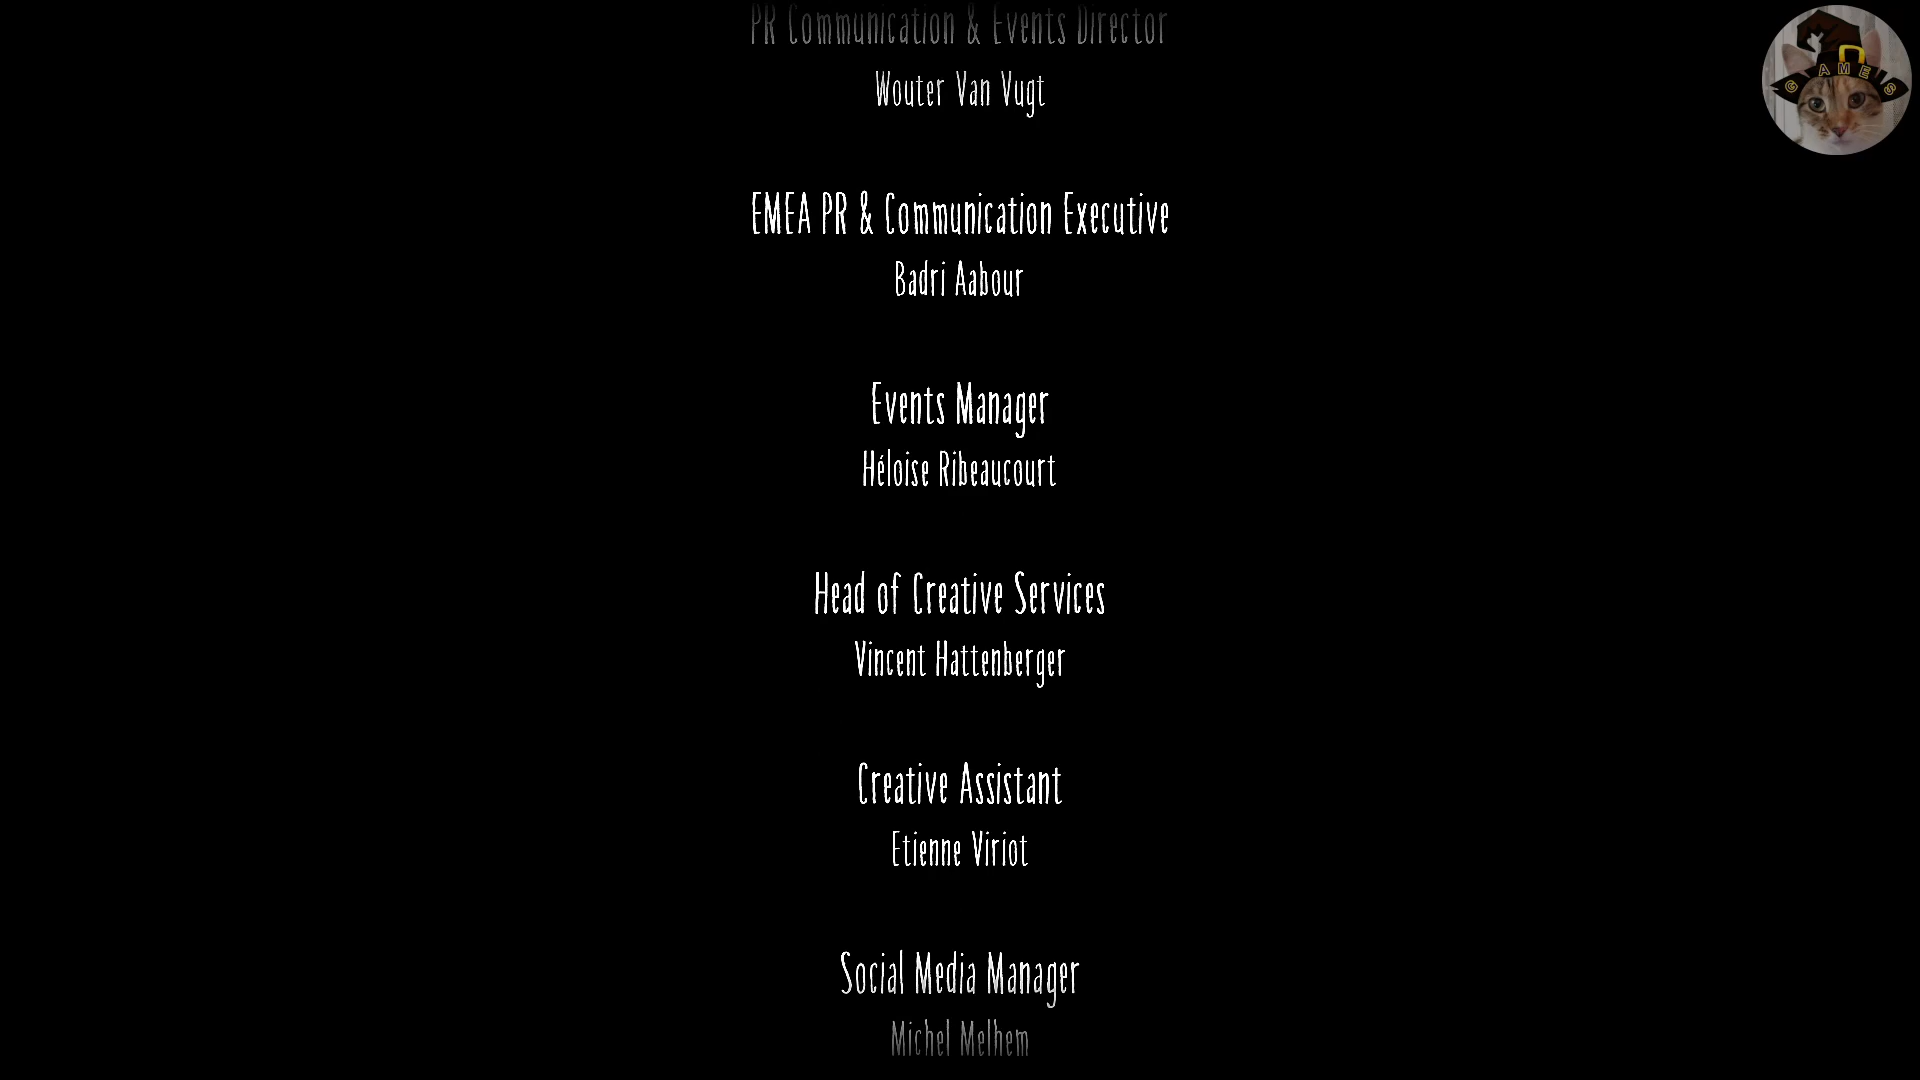 PR Communication & Events Director
Wouter Van Vugt
EMEA PR & Communication Executive
Badri Aabour
Events Manager
Héloise Ribeaucourt
Head of Creative Services
Vincent Hattenberger
Creative Assistant
Etienne Viriot
Social Media Manager
Michel Melhem
GAMES